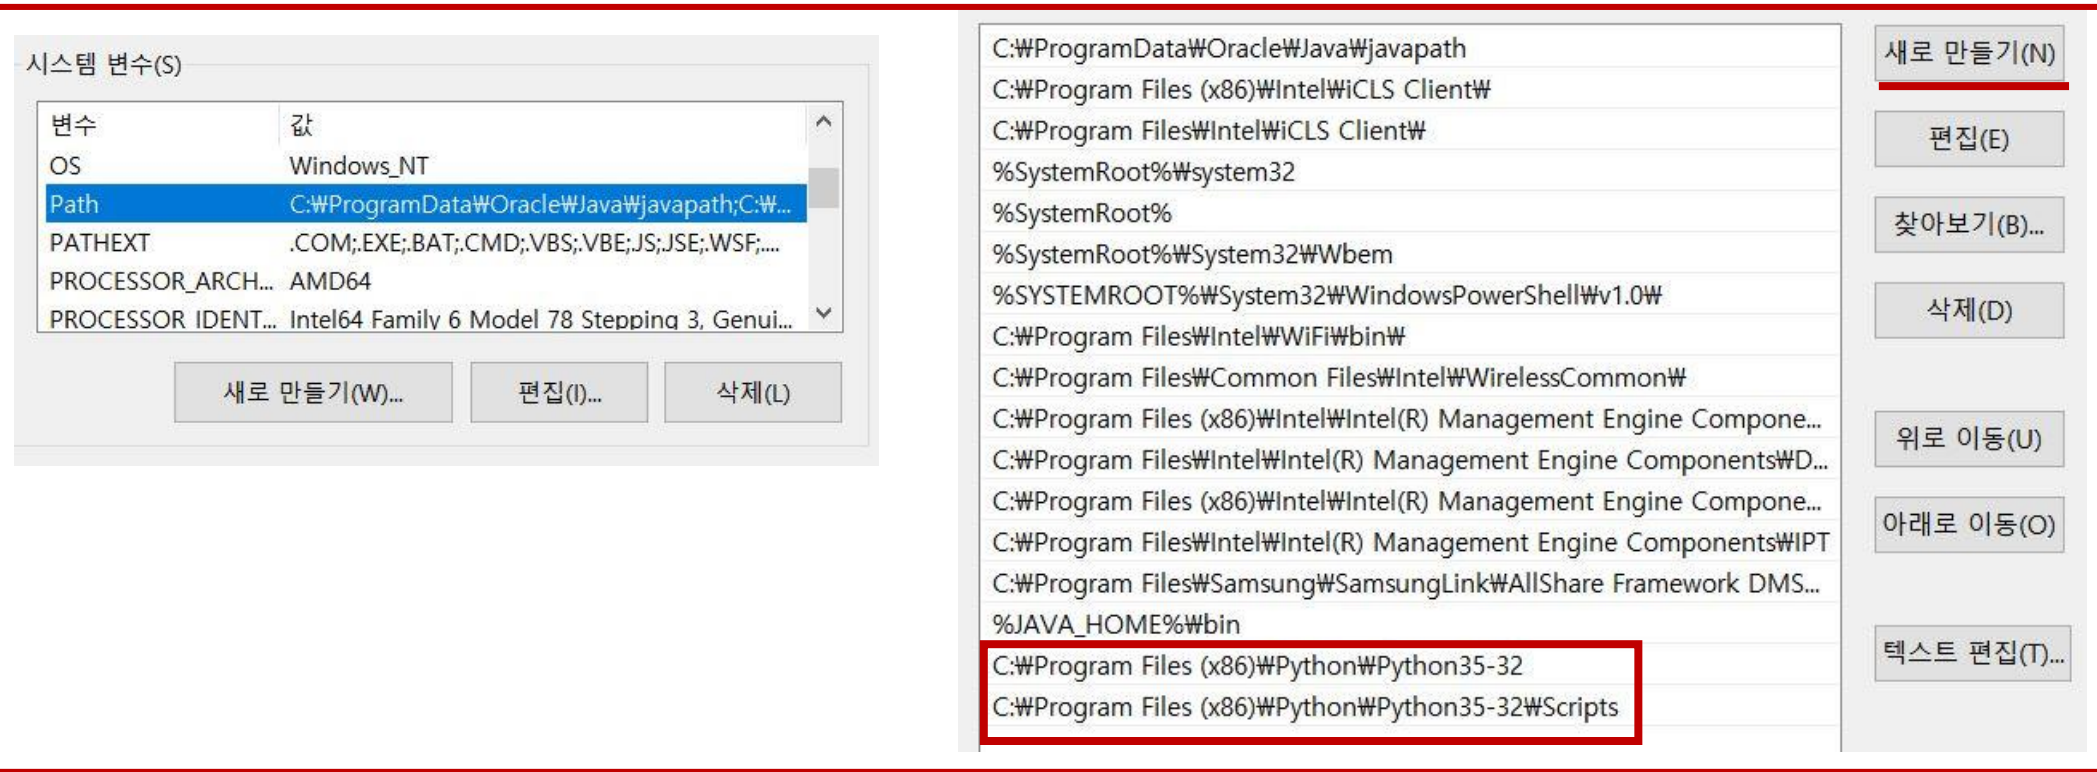 시스템 변수(S)
변수 값
OS Windows_NT
Path C:₩ProgramData₩Oracle₩Java₩javapath;C:₩...
PATHEXT .COM;.EXE;.BAT;.CMD;.VBS;.VBE;.JS;.JSE;.WSF;....
PROCESSOR_ARCH... AMD64
PROCESSOR_IDENT... Intel64 Family 6 Model 78 Stepping 3, Genui...
새로 만들기(W)... 편집(I)... 삭제(L)
C:₩ProgramData₩Oracle₩Java₩javapath
C:₩Program Files (x86)₩Intel₩iCLS Client₩
C:₩Program Files₩Intel₩iCLS Client₩
%SystemRoot%₩system32
%SystemRoot%
%SystemRoot%₩System32₩Wbem
%SYSTEMROOT%₩System32₩WindowsPowerShell₩v1.0₩
C:₩Program Files₩Intel₩WiFi₩bin₩
C:₩Program Files₩Common Files₩Intel₩WirelessCommon₩
C:₩Program Files (x86)₩Intel₩Intel(R) Management Engine Compone...
C:₩Program Files₩Intel₩Intel(R) Management Engine Components₩D...
C:₩Program Files (x86)₩Intel₩Intel(R) Management Engine Compone...
C:₩Program Files₩Intel₩Intel(R) Management Engine Components₩IPT
C:₩Program Files₩Samsung₩SamsungLink₩AllShare Framework DMS...
%JAVA_HOME%₩bin
C:₩Program Files (x86)₩Python₩Python35-32
C:₩Program Files (x86)₩Python₩Python35-32₩Scripts
새로 만들기(N)
편집(E)
찾아보기(B)...
삭제(D)
위로 이동(U)
아래로 이동(O)
텍스트 편집(T)...